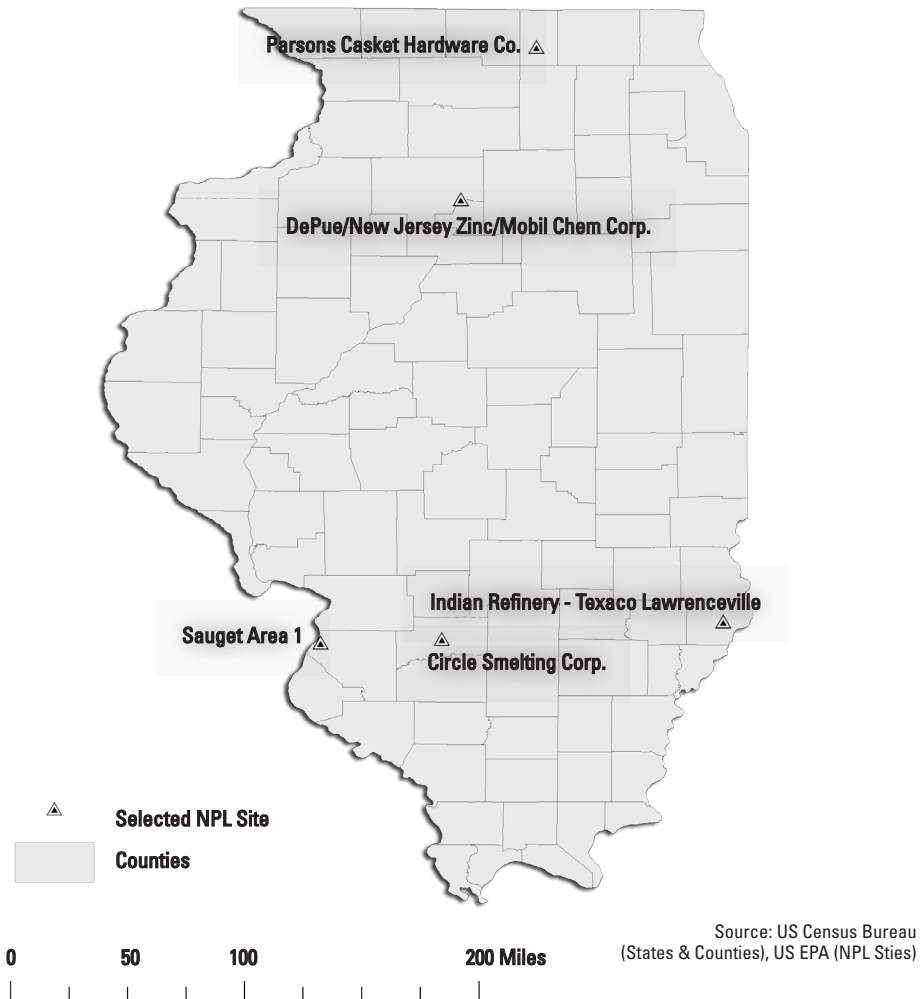 Parsons Casket Hardware Co.
DePue/New Jersey Zinc/Mobil Chem Corp.
Indian Refinery - Texaco Lawrenceville
Sauget Area 1
Circle Smelting Corp.
Selected NPL Site
Counties
Source: US Census Bureau
(States & Counties), US EPA (NPL Sties)
0 50 100 200 Miles